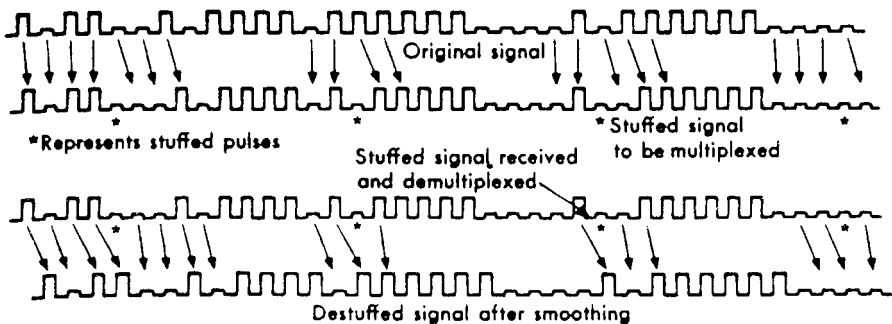 Original signal
* * * *
*Represents stuffed pulses
Stuffed signal
to be multiplexed
Stuffed signal received
and demultiplexed
* * * *
Destuffed signal after smoothing